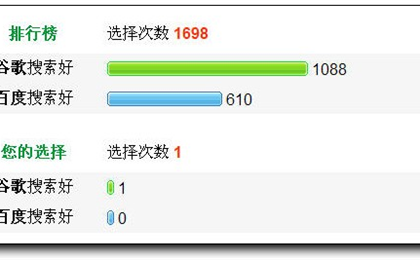 排行榜 选择次数 1698
谷歌搜索好 1088
百度搜索好 610
您的选择 选择次数 1
谷歌搜索好 1
百度搜索好 0